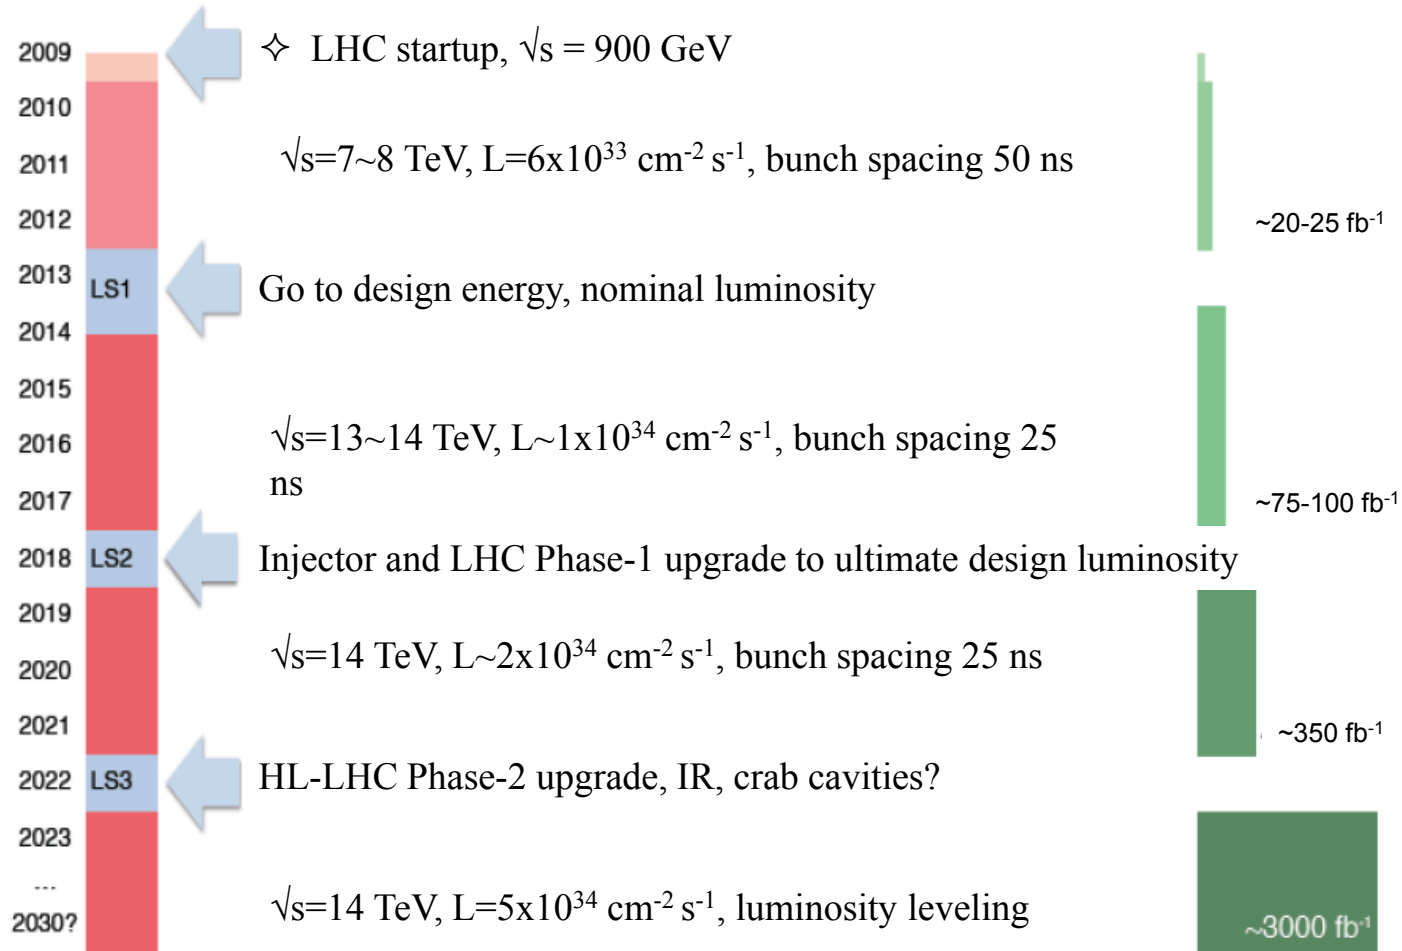 2009
✧ LHC startup, √s = 900 GeV
2010
2011
√s=7~8 TeV, L=6x10³³ cm⁻² s⁻¹, bunch spacing 50 ns
2012
~20-25 fb⁻¹
2013
LS1
Go to design energy, nominal luminosity
2014
2015
2016
√s=13~14 TeV, L~1x10³⁴ cm⁻² s⁻¹, bunch spacing 25
ns
2017
~75-100 fb⁻¹
2018
LS2
Injector and LHC Phase-1 upgrade to ultimate design luminosity
2019
2020
√s=14 TeV, L~2x10³⁴ cm⁻² s⁻¹, bunch spacing 25 ns
2021
~350 fb⁻¹
2022
LS3
HL-LHC Phase-2 upgrade, IR, crab cavities?
2023
...
2030?
√s=14 TeV, L=5x10³⁴ cm⁻² s⁻¹, luminosity leveling
~3000 fb⁻¹